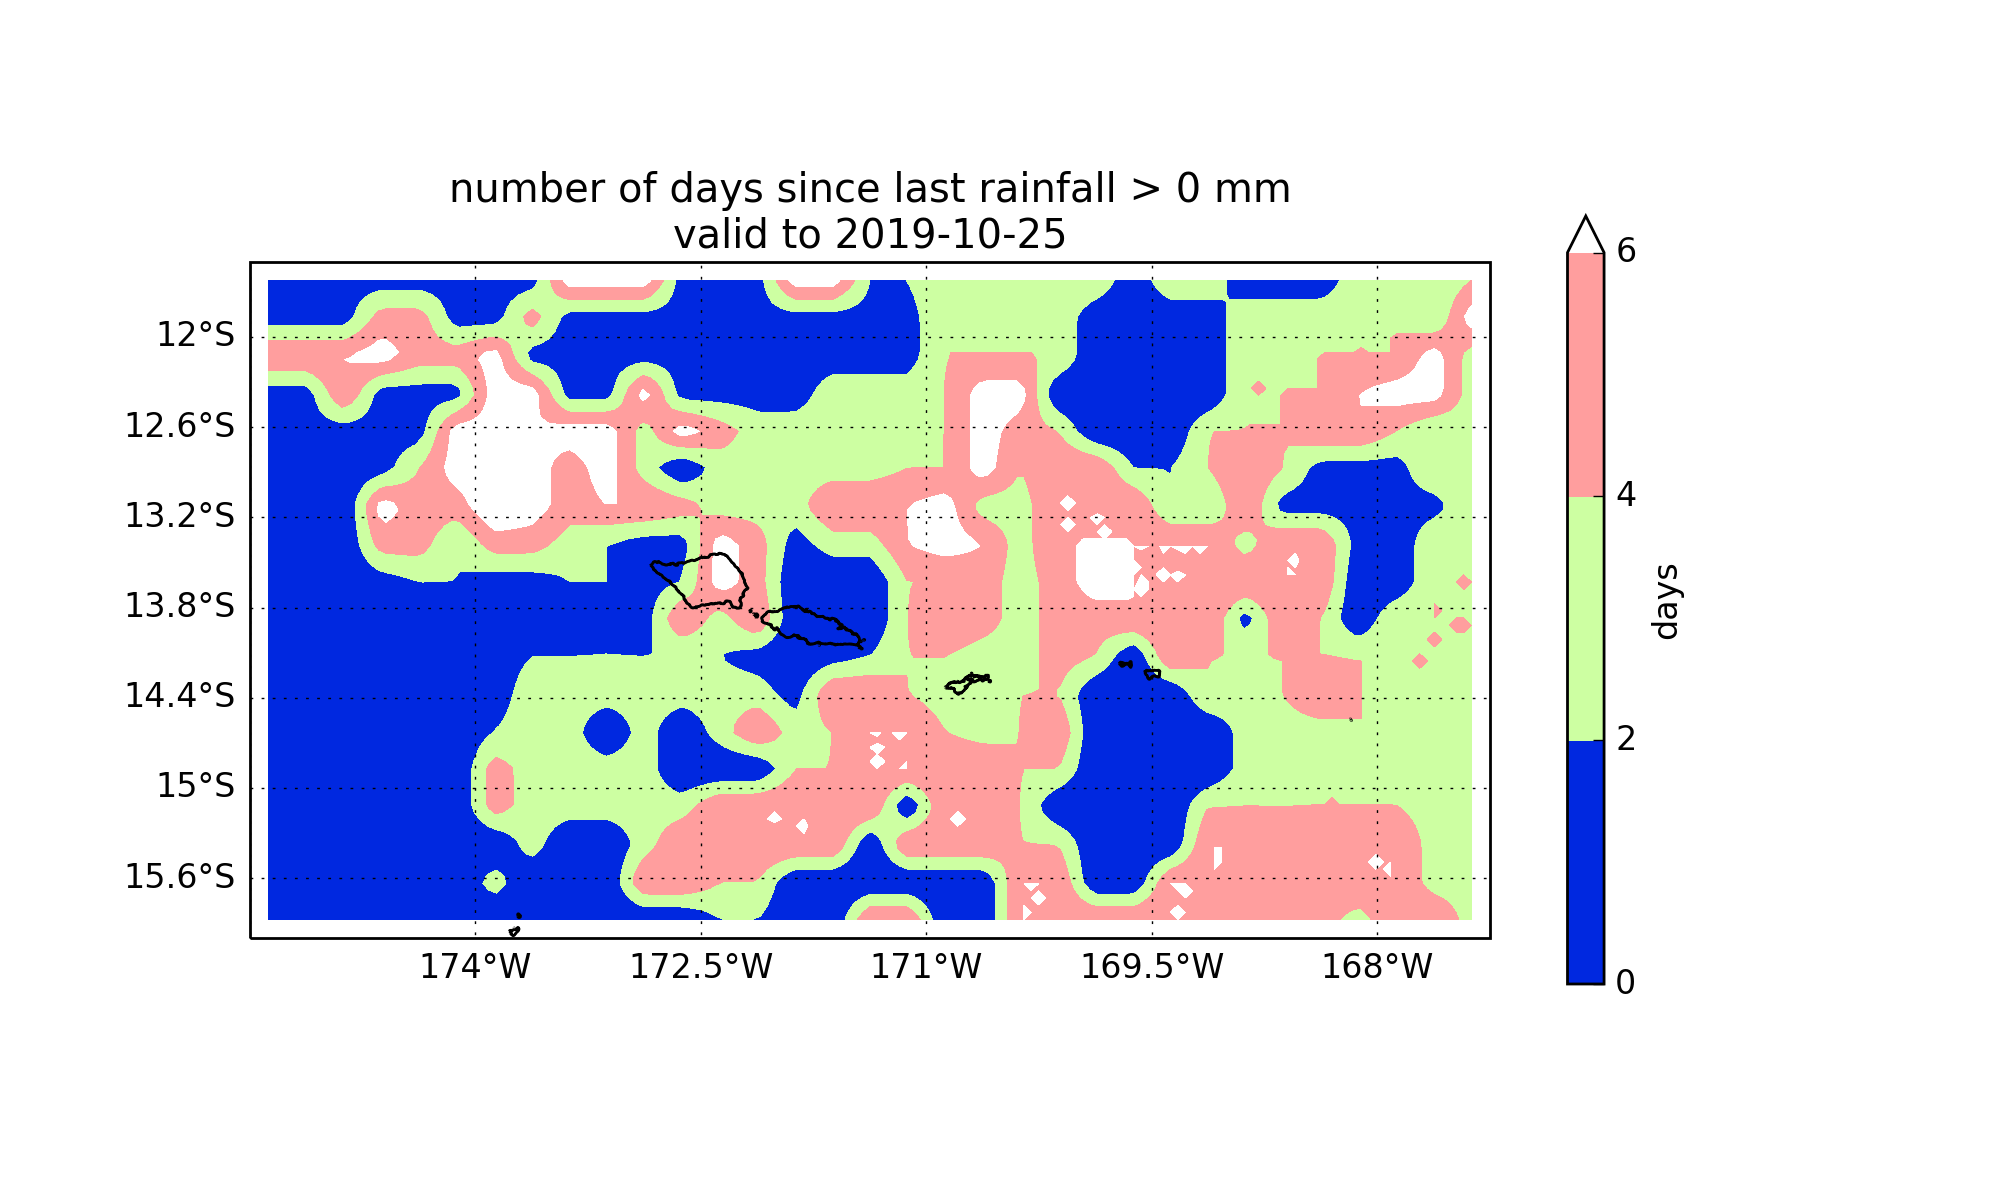 number of days since last rainfall > 0 mm
valid to 2019-10-25
12°S
12.6°S
13.2°S
13.8°S
14.4°S
15°S
15.6°S
174°W
172.5°W
171°W
169.5°W
168°W
6
4
2
0
days